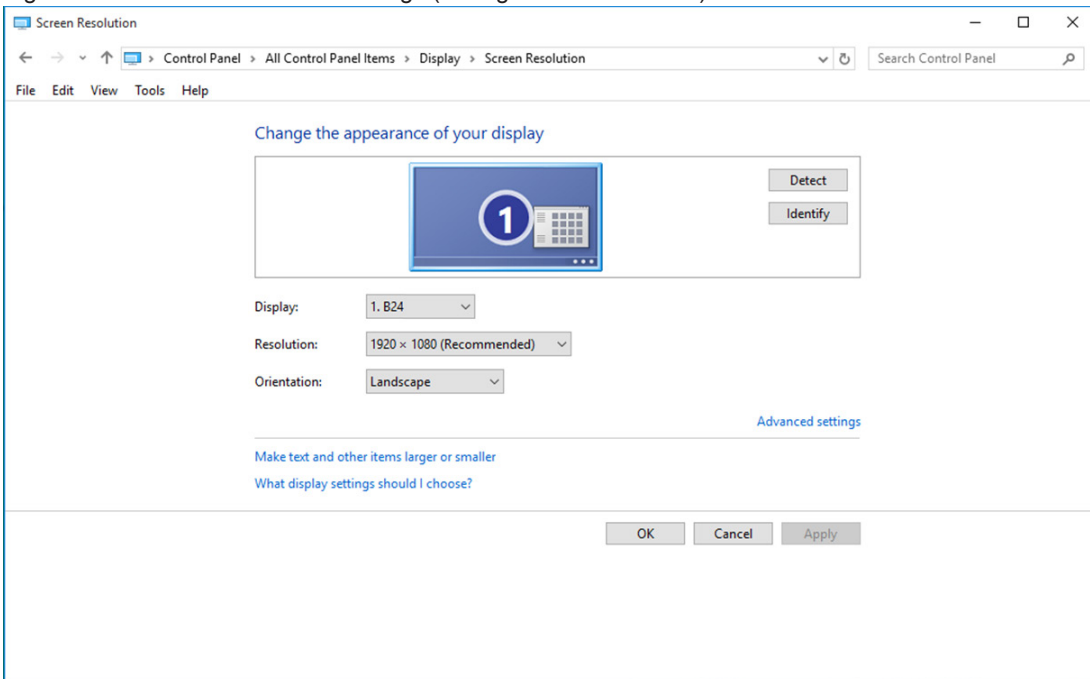 Screen Resolution
Control Panel > All Control Panel Items > Display > Screen Resolution
Search Control Panel
File Edit View Tools Help
Change the appearance of your display
1
Detect
Identify
Display: 1. B24
Resolution: 1920 × 1080 (Recommended)
Orientation: Landscape
Advanced settings
Make text and other items larger or smaller
What display settings should I choose?
OK Cancel Apply